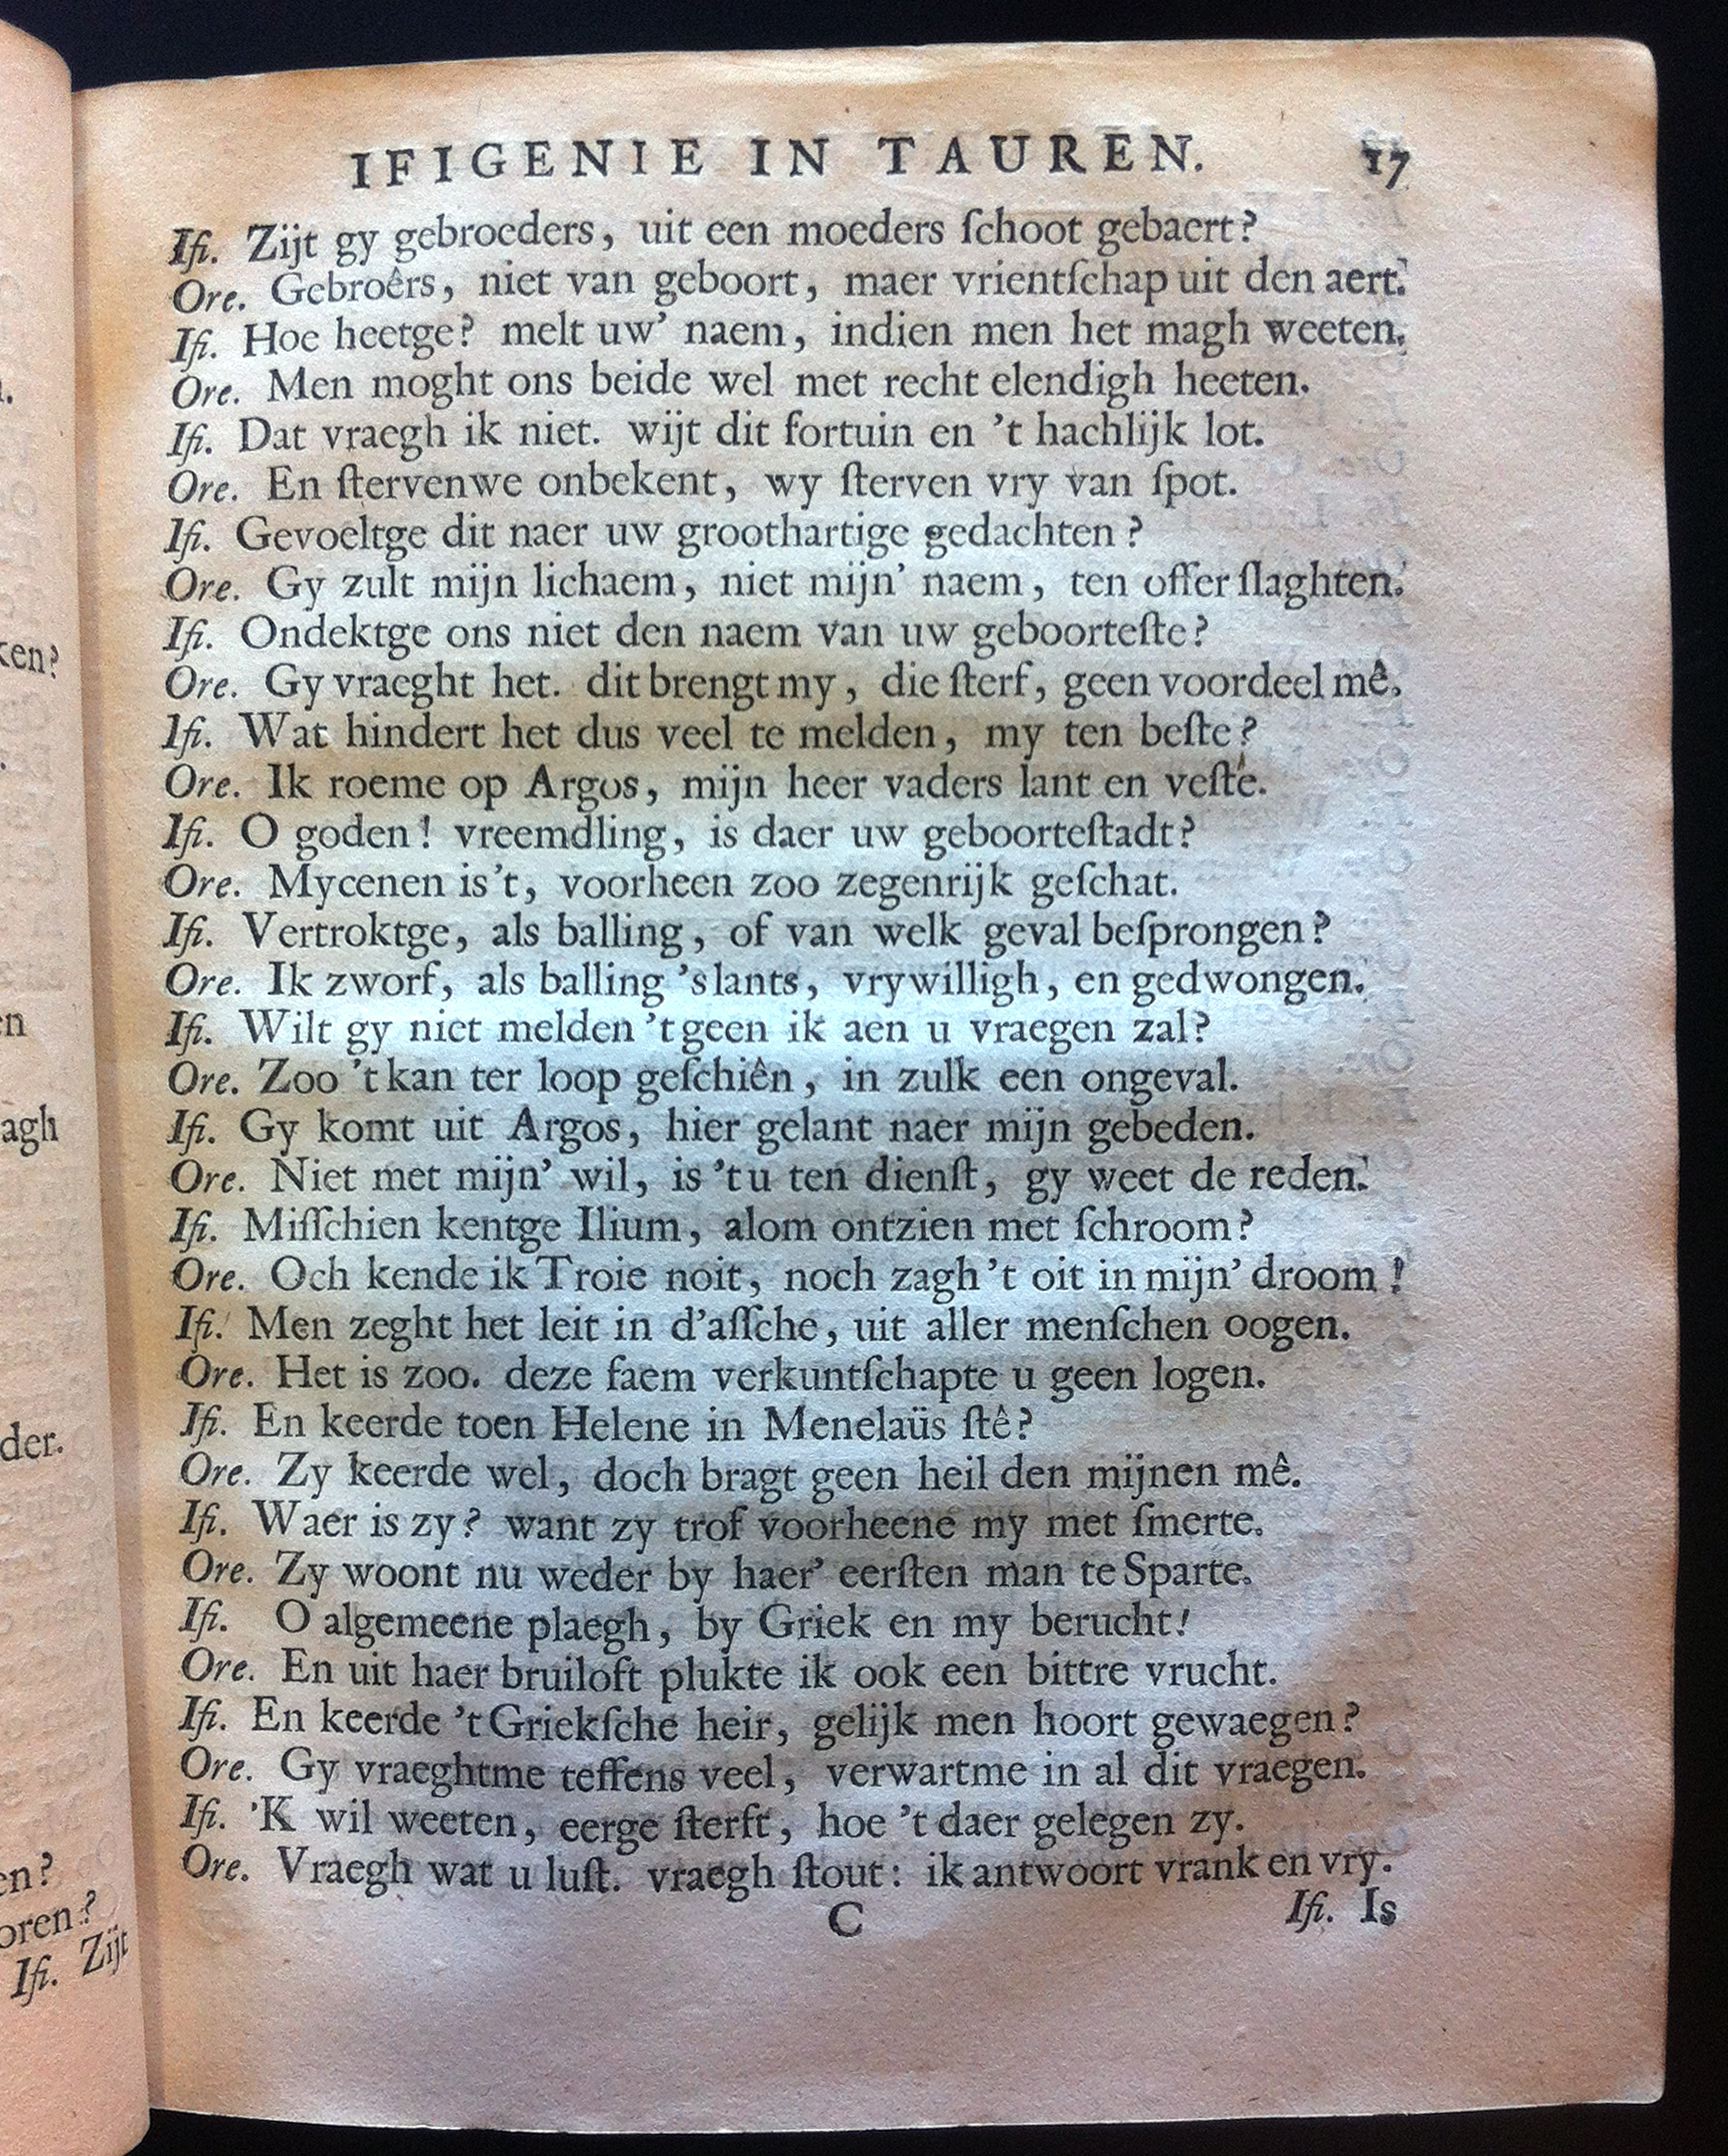 IFIGENIE IN TAUREN. 17
Ifi. Zijt gy gebroeders, uit een moeders ſchoot gebaert?
Ore. Gebroêrs, niet van geboort, maer vrientſchap uit den aert.
Ifi. Hoe heetge? melt uw' naem, indien men het magh weeten.
Ore. Men moght ons beide wel met recht elendigh heeten.
Ifi. Dat vraegh ik niet. wijt dit fortuin en 't hachlijk lot.
Ore. En ſtervenwe onbekent, wy ſterven vry van ſpot.
Ifi. Gevoeltge dit naer uw groothartige gedachten?
Ore. Gy zult mijn lichaem, niet mijn' naem, ten offer ſlaghten.
Ifi. Ondektge ons niet den naem van uw geboorteſte?
Ore. Gy vraeght het. dit brengt my, die ſterf, geen voordeel mê.
Ifi. Wat hindert het dus veel te melden, my ten beſte?
Ore. Ik roeme op Argos, mijn heer vaders lant en veſte.
Ifi. O goden! vreemdling, is daer uw geboorteſtadt?
Ore. Mycenen is 't, voorheen zoo zegenrijk geſchat.
Ifi. Vertroktge, als balling, of van welk geval beſprongen?
Ore. Ik zworf, als balling 's lants, vrywilligh, en gedwongen.
Ifi. Wilt gy niet melden 't geen ik aen u vraegen zal?
Ore. Zoo 't kan ter loop geſchiên, in zulk een ongeval.
Ifi. Gy komt uit Argos, hier gelant naer mijn gebeden.
Ore. Niet met mijn' wil, is 't u ten dienſt, gy weet de reden.
Ifi. Miſſchien kentge Ilium, alom ontzien met ſchroom?
Ore. Och kende ik Troie noit, noch zagh 't oit in mijn' droom!
Ifi. Men zeght het leit in d'aſſche, uit aller menſchen oogen.
Ore. Het is zoo. deze faem verkuntſchapte u geen logen.
Ifi. En keerde toen Helene in Menelaüs ſtê?
Ore. Zy keerde wel, doch bragt geen heil den mijnen mê.
Ifi. Waer is zy? want zy trof voorheene my met ſmerte.
Ore. Zy woont nu weder by haer' eerſten man te Sparte.
Ifi. O algemeene plaegh, by Griek en my berucht!
Ore. En uit haer bruiloft plukte ik ook een bittre vrucht.
Ifi. En keerde 't Griekſche heir, gelijk men hoort gewaegen?
Ore. Gy vraeghtme teffens veel, verwartme in al dit vraegen.
Ifi. 'K wil weeten, eerge ſterft, hoe 't daer gelegen zy.
Ore. Vraegh wat u luſt. vraegh ſtout: ik antwoort vrank en vry.
C Ifi. Is
ken?
en
agh
der.
en?
oren?
Ifi. Zijt